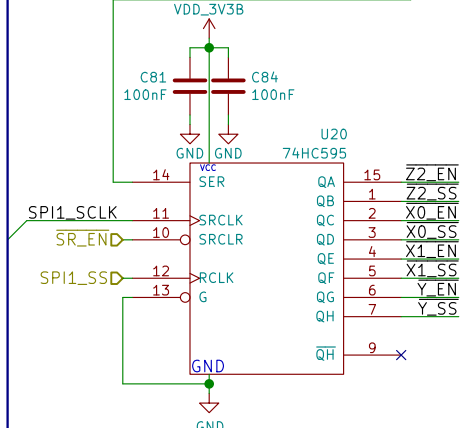 VDD_3V3B
C81
100nF
C84
100nF
GND
GND
U20
74HC595
VCC
14
SER
QA
15
Z2_EN
QB
1
Z2_SS
SPI1_SCLK
11
SRCLK
QC
2
X0_EN
SR_EN
10
SRCLR
QD
3
X0_SS
QE
4
X1_EN
SPI1_SS
12
RCLK
QF
5
X1_SS
13
G
QG
6
Y_EN
QH
7
Y_SS
QH
9
GND
GND